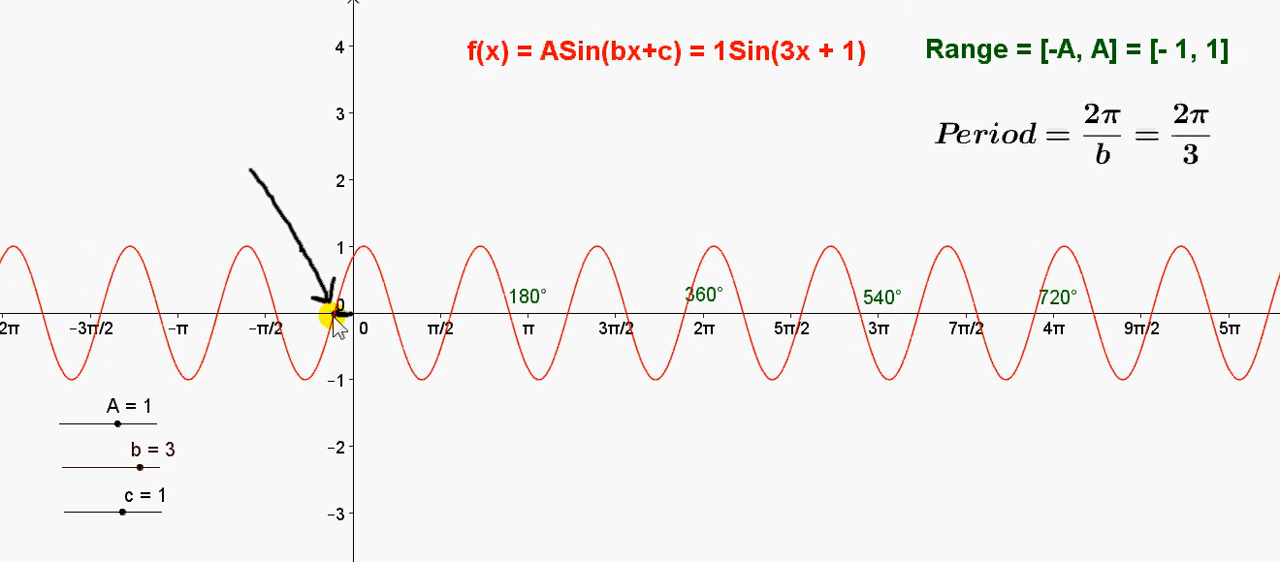 f(x) = ASin(bx+c) = 1Sin(3x + 1)
Range = [-A, A] = [- 1, 1]
Period = 2π/b = 2π/3
4
3
2
1
0
180°
360°
540°
720°
2π
−3π/2
−π
−π/2
0
π/2
π
3π/2
2π
5π/2
3π
7π/2
4π
9π/2
5π
−1
−2
−3
A = 1
b = 3
c = 1